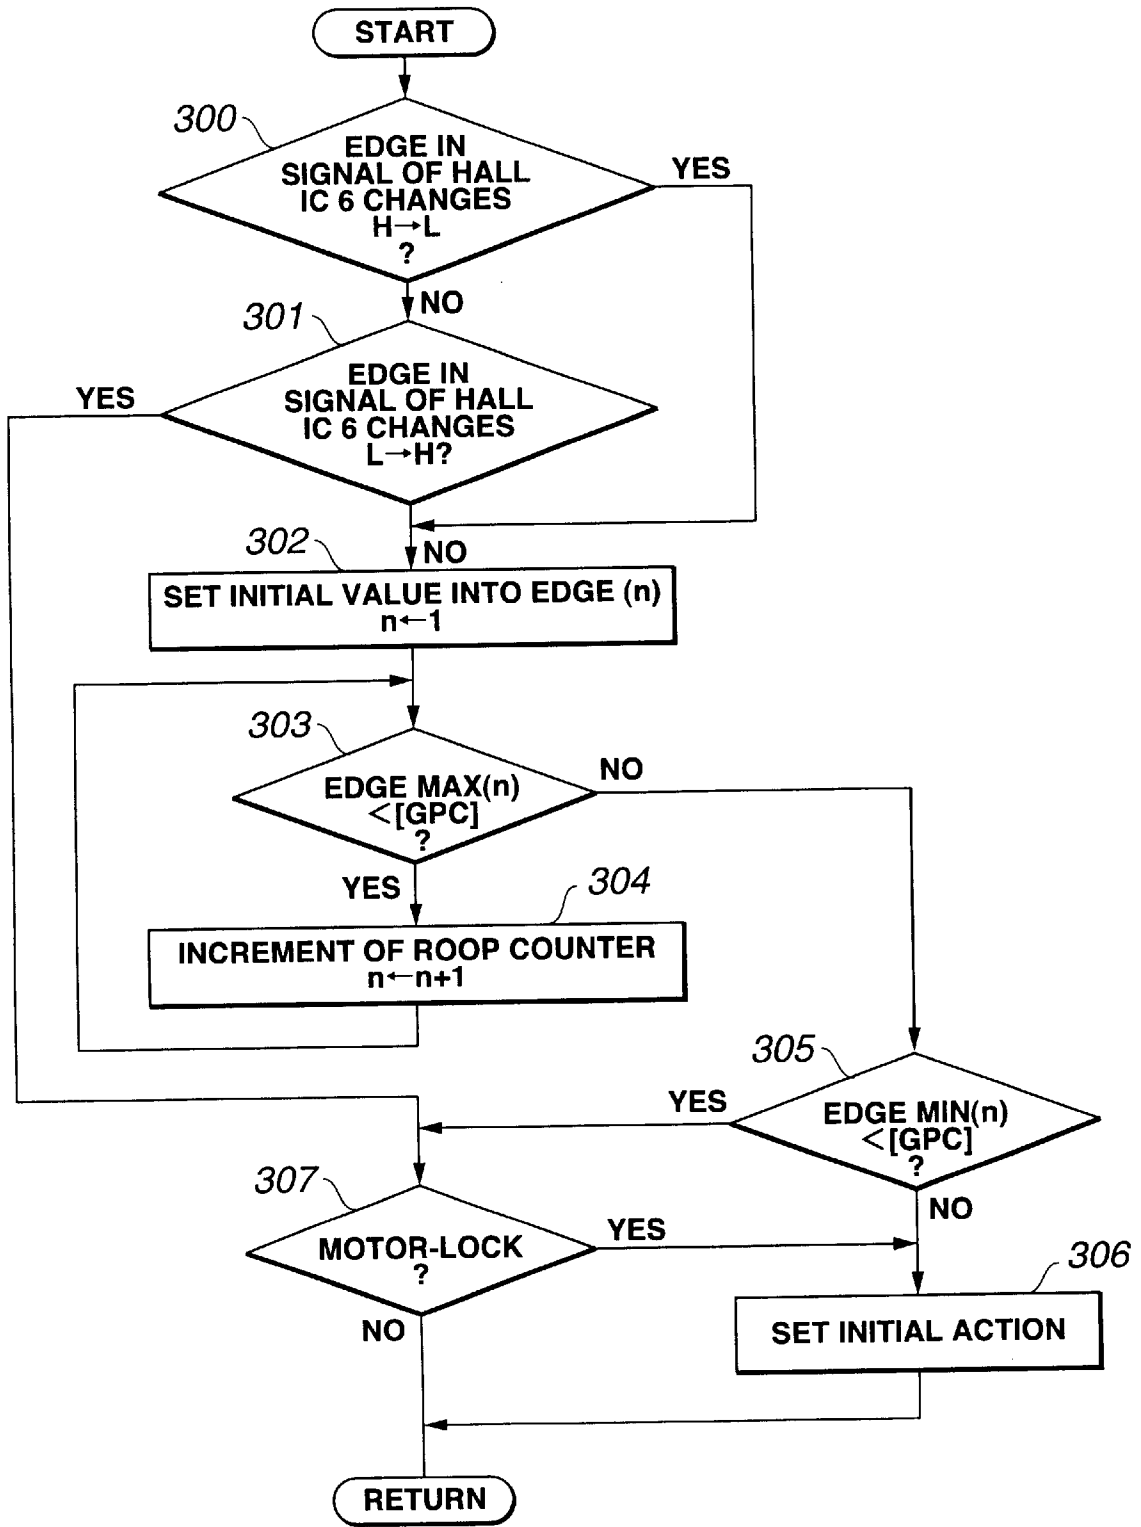 START
300
EDGE IN
SIGNAL OF HALL
IC 6 CHANGES
H→L
?
YES
NO
301
EDGE IN
SIGNAL OF HALL
IC 6 CHANGES
L→H?
YES
NO
302
SET INITIAL VALUE INTO EDGE (n)
n←1
303
EDGE MAX(n)
<[GPC]
?
NO
YES
304
INCREMENT OF ROOP COUNTER
n←n+1
305
EDGE MIN(n)
<[GPC]
?
YES
NO
307
MOTOR-LOCK
?
YES
NO
306
SET INITIAL ACTION
RETURN